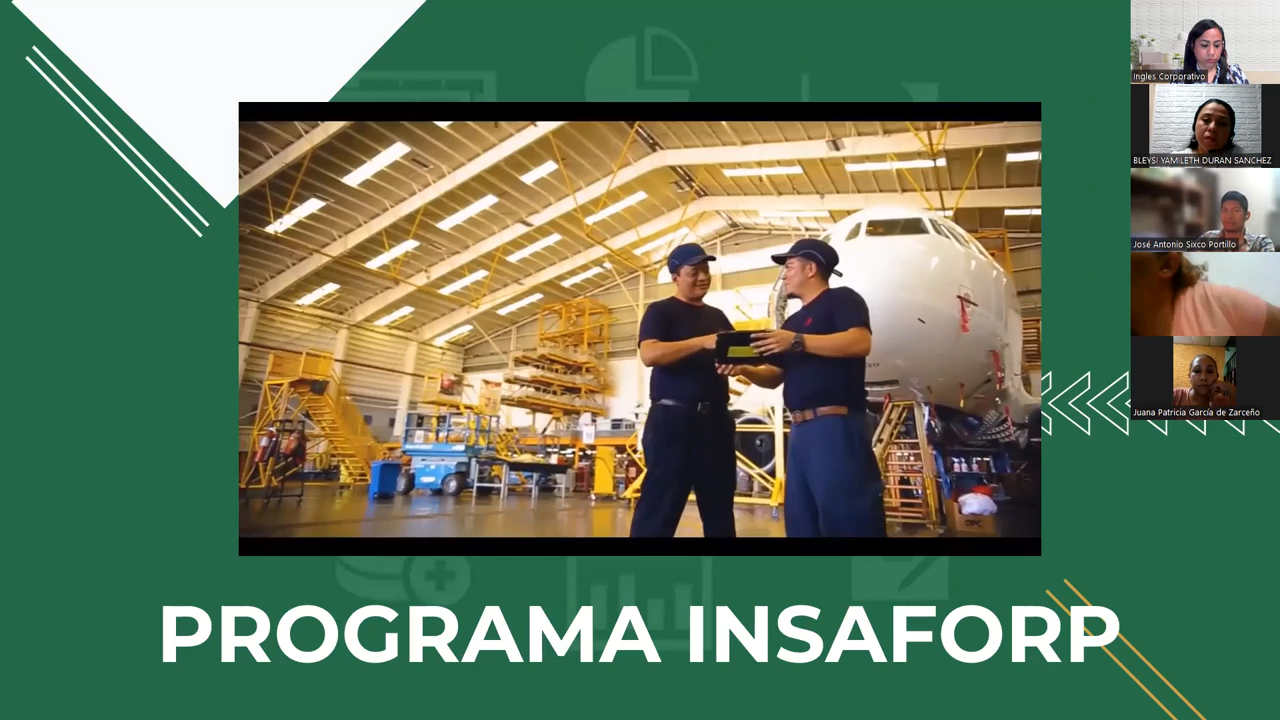 PROGRAMA INSAFORP
Ingles Corporativo
BLEYSI YAMILETH DURAN SANCHEZ
José Antonio Sixco Portillo
Juana Patricia García de Zarceño